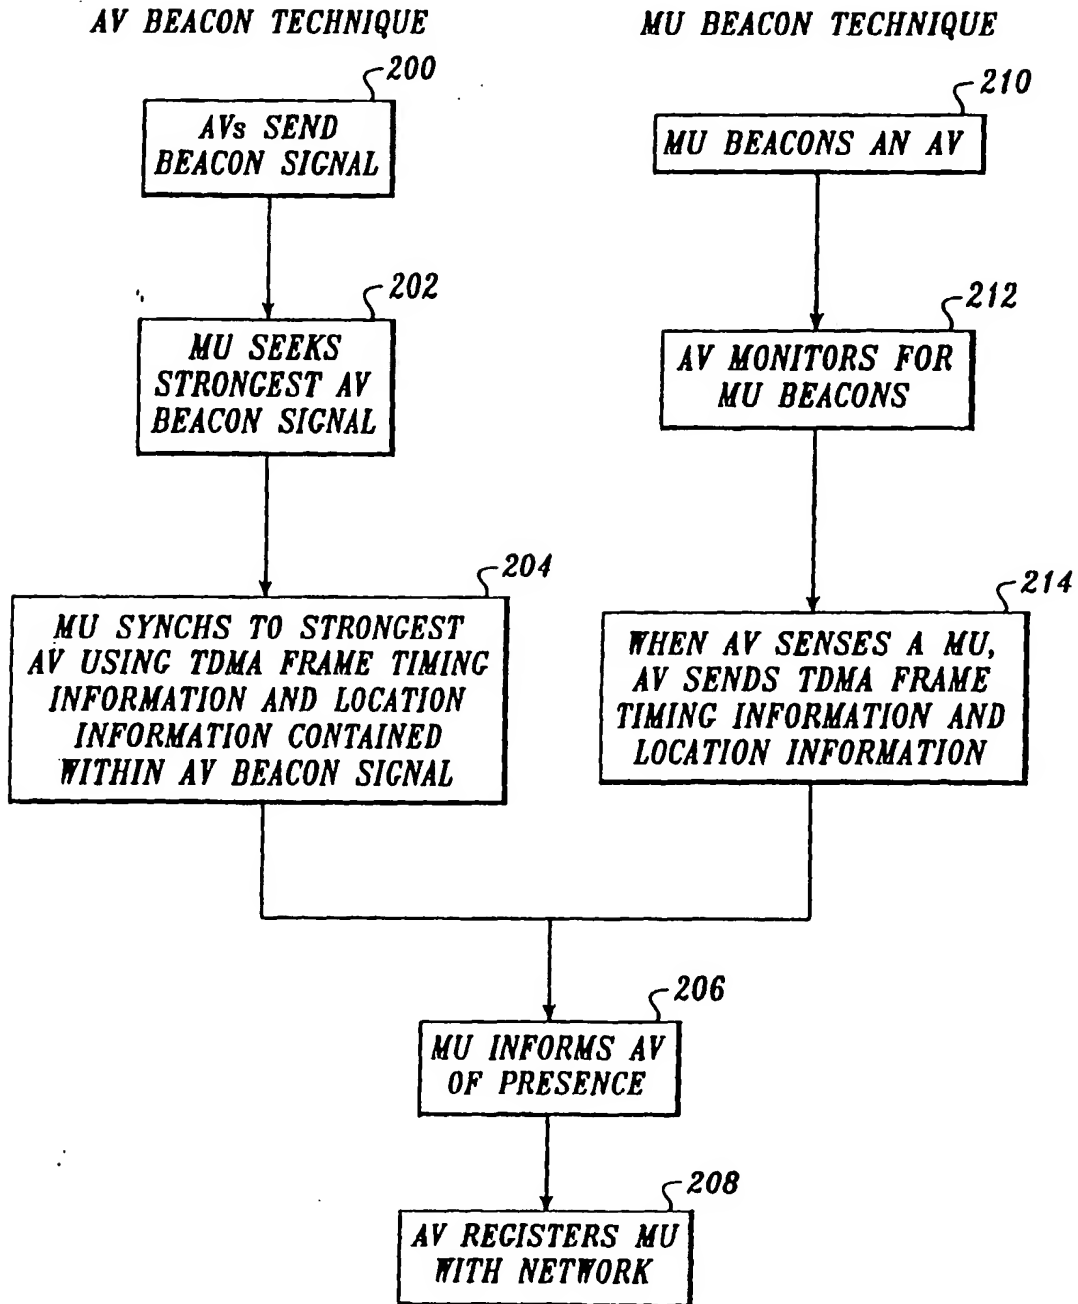 AV BEACON TECHNIQUE
200
AVs SEND
BEACON SIGNAL
202
MU SEEKS
STRONGEST AV
BEACON SIGNAL
204
MU SYNCHS TO STRONGEST
AV USING TDMA FRAME TIMING
INFORMATION AND LOCATION
INFORMATION CONTAINED
WITHIN AV BEACON SIGNAL
MU BEACON TECHNIQUE
210
MU BEACONS AN AV
212
AV MONITORS FOR
MU BEACONS
214
WHEN AV SENSES A MU,
AV SENDS TDMA FRAME
TIMING INFORMATION AND
LOCATION INFORMATION
206
MU INFORMS AV
OF PRESENCE
208
AV REGISTERS MU
WITH NETWORK